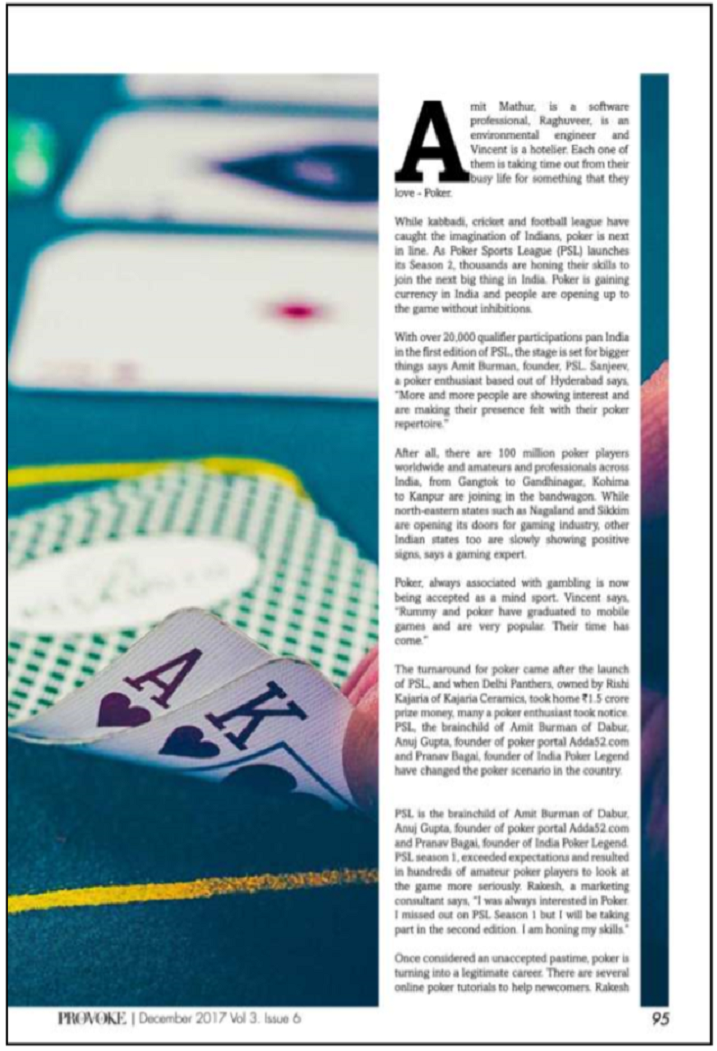 A
K
Amit Mathur, is a software
professional, Raghuveer, is an
environmental engineer and
Vincent is a hotelier. Each one of
them is taking time out from their
busy life for something that they
love - Poker.
While kabbadi, cricket and football league have
caught the imagination of Indians, poker is next
in line. As Poker Sports League (PSL) launches
its Season 2, thousands are honing their skills to
join the next big thing in India. Poker is gaining
currency in India and people are opening up to
the game without inhibitions.
With over 20,000 qualifier participations pan India
in the first edition of PSL, the stage is set for bigger
things says Amit Burman, founder, PSL. Sanjeev,
a poker enthusiast based out of Hyderabad says,
"More and more people are showing interest and
are making their presence felt with their poker
repertoire."
After all, there are 100 million poker players
worldwide and amateurs and professionals across
India, from Gangtok to Gandhinagar, Kohima
to Kanpur are joining in the bandwagon. While
north-eastern states such as Nagaland and Sikkim
are opening its doors for gaming industry, other
Indian states too are slowly showing positive
signs, says a gaming expert.
Poker, always associated with gambling is now
being accepted as a mind sport. Vincent says,
"Rummy and poker have graduated to mobile
games and are very popular. Their time has
come."
The turnaround for poker came after the launch
of PSL, and when Delhi Panthers, owned by Rishi
Kajaria of Kajaria Ceramics, took home ₹1.5 crore
prize money, many a poker enthusiast took notice.
PSL, the brainchild of Amit Burman of Dabur,
Anuj Gupta, founder of poker portal Adda52.com
and Pranav Bagai, founder of India Poker Legend
have changed the poker scenario in the country.
PSL is the brainchild of Amit Burman of Dabur,
Anuj Gupta, founder of poker portal Adda52.com
and Pranav Bagai, founder of India Poker Legend.
PSL season 1, exceeded expectations and resulted
in hundreds of amateur poker players to look at
the game more seriously. Rakesh, a marketing
consultant says, "I was always interested in Poker.
I missed out on PSL Season 1 but I will be taking
part in the second edition. I am honing my skills."
Once considered an unaccepted pastime, poker is
turning into a legitimate career. There are several
online poker tutorials to help newcomers. Rakesh
PROVOKE | December 2017 Vol 3. Issue 6
95